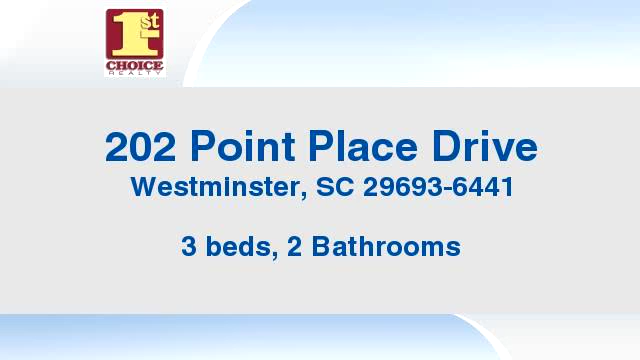 1st
CHOICE
REALTY
202 Point Place Drive
Westminster, SC 29693-6441
3 beds, 2 Bathrooms